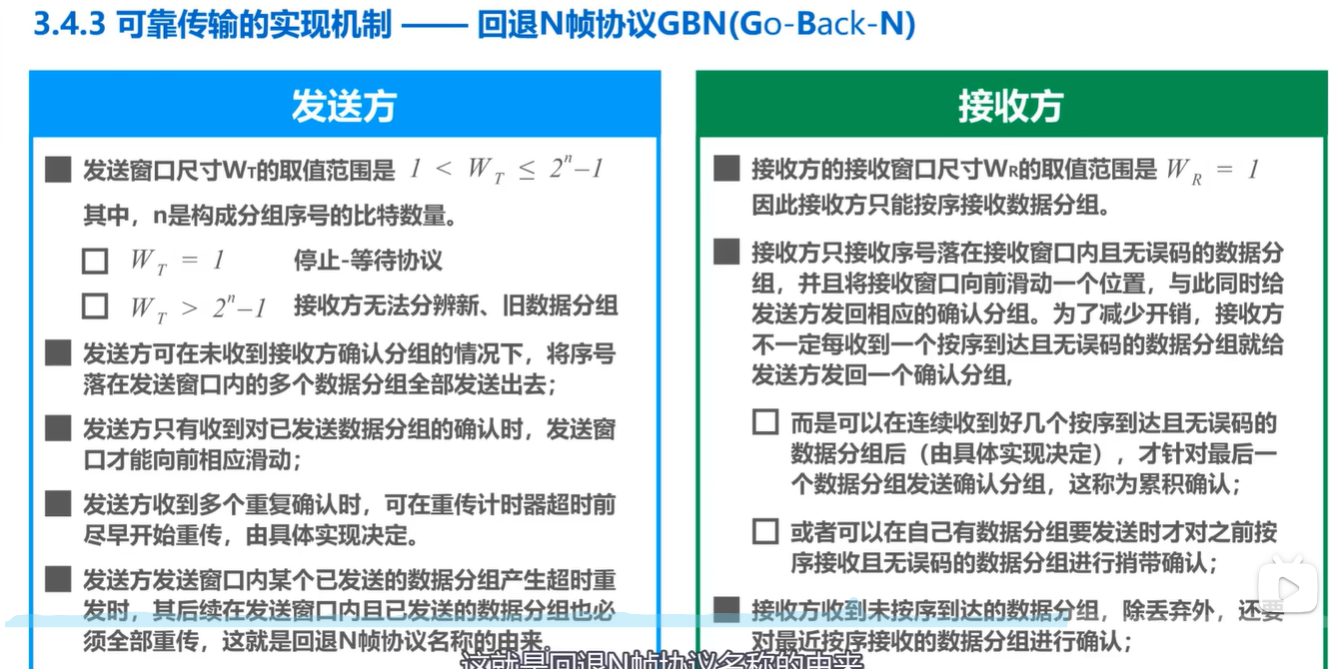 3.4.3 可靠传输的实现机制 —— 回退N帧协议GBN(Go-Back-N)
发送方
发送窗口尺寸WT的取值范围是 1 < W_T ≤ 2^n–1
其中，n是构成分组序号的比特数量。
W_T = 1 停止-等待协议
W_T > 2^n–1 接收方无法分辨新、旧数据分组
发送方可在未收到接收方确认分组的情况下，将序号
落在发送窗口内的多个数据分组全部发送出去；
发送方只有收到对已发送数据分组的确认时，发送窗
口才能向前相应滑动；
发送方收到多个重复确认时，可在重传计时器超时前
尽早开始重传，由具体实现决定。
发送方发送窗口内某个已发送的数据分组产生超时重
发时，其后续在发送窗口内且已发送的数据分组也必
须全部重传，这就是回退N帧协议名称的由来。
接收方
接收方的接收窗口尺寸WR的取值范围是 W_R = 1
因此接收方只能按序接收数据分组。
接收方只接收序号落在接收窗口内且无误码的数据分
组，并且将接收窗口向前滑动一个位置，与此同时给
发送方发回相应的确认分组。为了减少开销，接收方
不一定每收到一个按序到达且无误码的数据分组就给
发送方发回一个确认分组,
而是可以在连续收到好几个按序到达且无误码的
数据分组后（由具体实现决定），才针对最后一
个数据分组发送确认分组，这称为累积确认；
或者可以在自己有数据分组要发送时才对之前按
序接收且无误码的数据分组进行捎带确认；
接收方收到未按序到达的数据分组，除丢弃外，还要
对最近按序接收的数据分组进行确认；
这就是回退N帧协议名称的由来